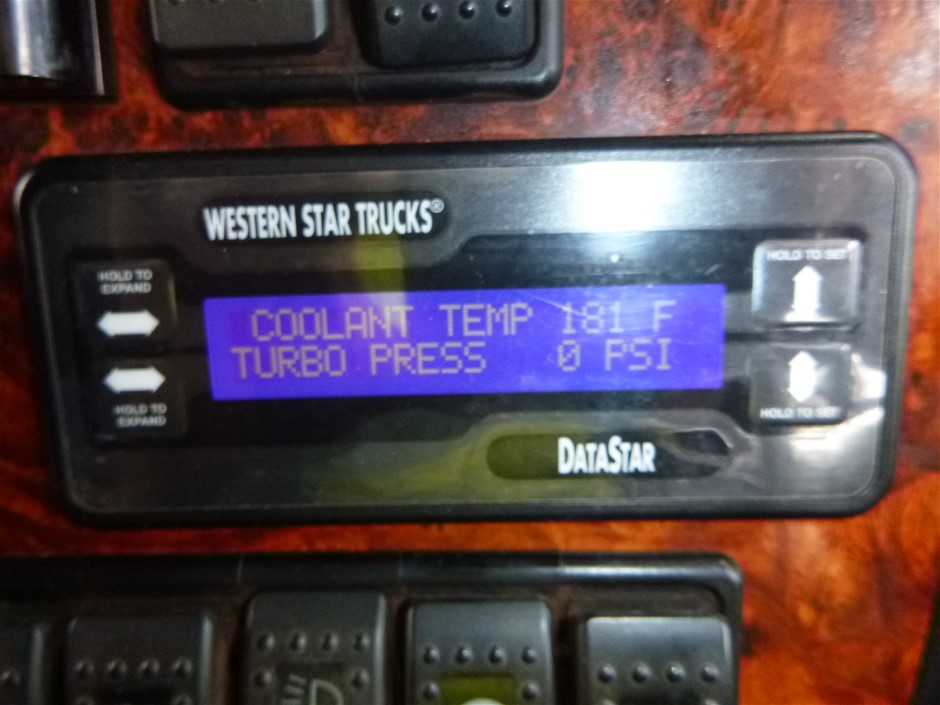 WESTERN STAR TRUCKS®
HOLD TO
EXPAND
HOLD TO SET
COOLANT TEMP 181 F
TURBO PRESS 0 PSI
HOLD TO
EXPAND
HOLD TO SET
DATASTAR